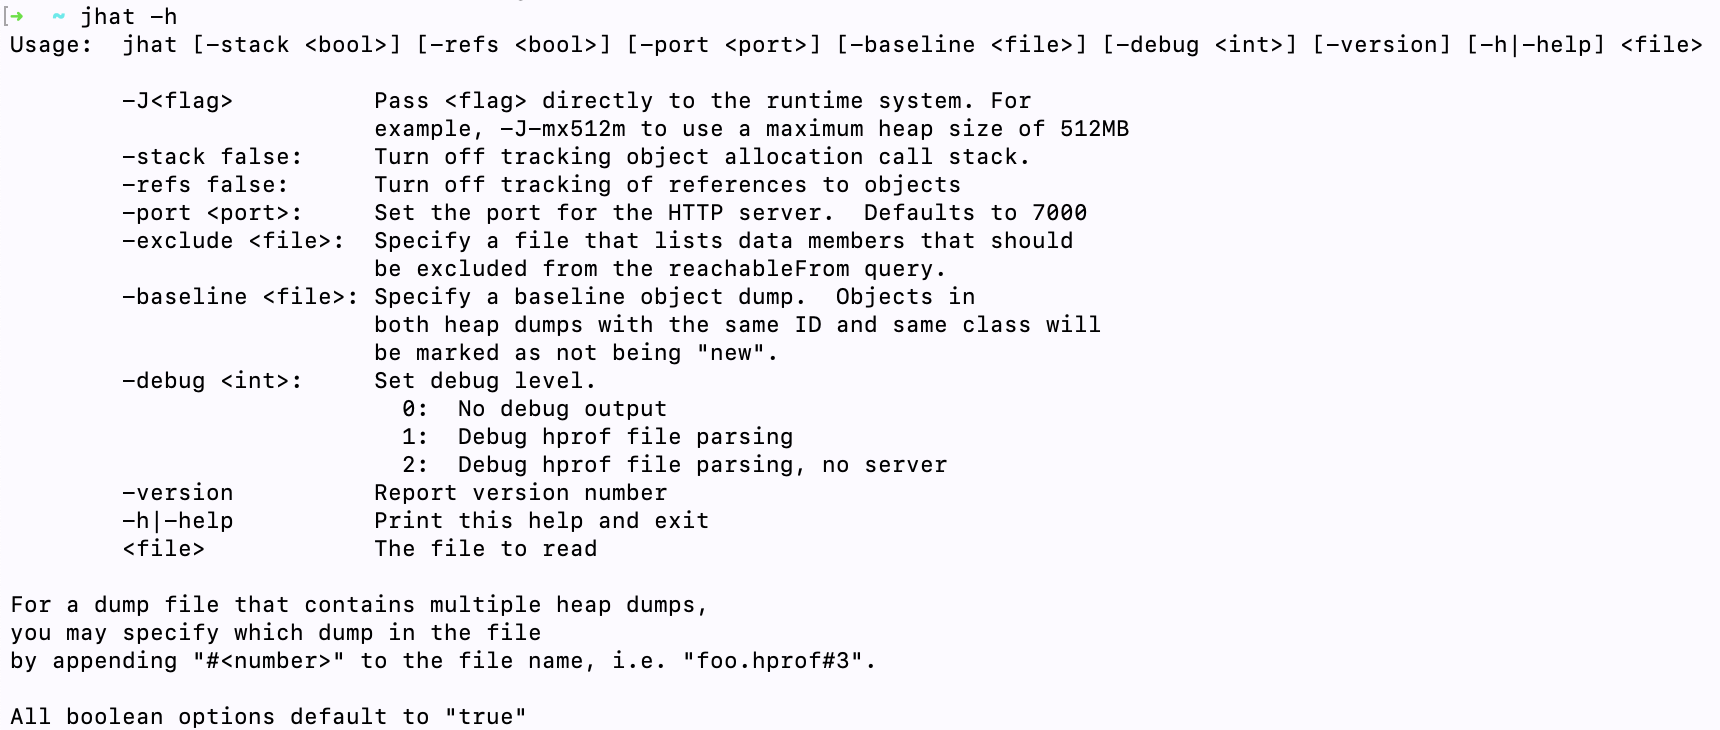 [➜  ~ jhat -h
Usage:  jhat [-stack <bool>] [-refs <bool>] [-port <port>] [-baseline <file>] [-debug <int>] [-version] [-h|-help] <file>

        -J<flag>          Pass <flag> directly to the runtime system. For
                          example, -J-mx512m to use a maximum heap size of 512MB
        -stack false:     Turn off tracking object allocation call stack.
        -refs false:      Turn off tracking of references to objects
        -port <port>:     Set the port for the HTTP server.  Defaults to 7000
        -exclude <file>:  Specify a file that lists data members that should
                          be excluded from the reachableFrom query.
        -baseline <file>: Specify a baseline object dump.  Objects in
                          both heap dumps with the same ID and same class will
                          be marked as not being "new".
        -debug <int>:     Set debug level.
                            0:  No debug output
                            1:  Debug hprof file parsing
                            2:  Debug hprof file parsing, no server
        -version          Report version number
        -h|-help          Print this help and exit
        <file>            The file to read

For a dump file that contains multiple heap dumps,
you may specify which dump in the file
by appending "#<number>" to the file name, i.e. "foo.hprof#3".

All boolean options default to "true"